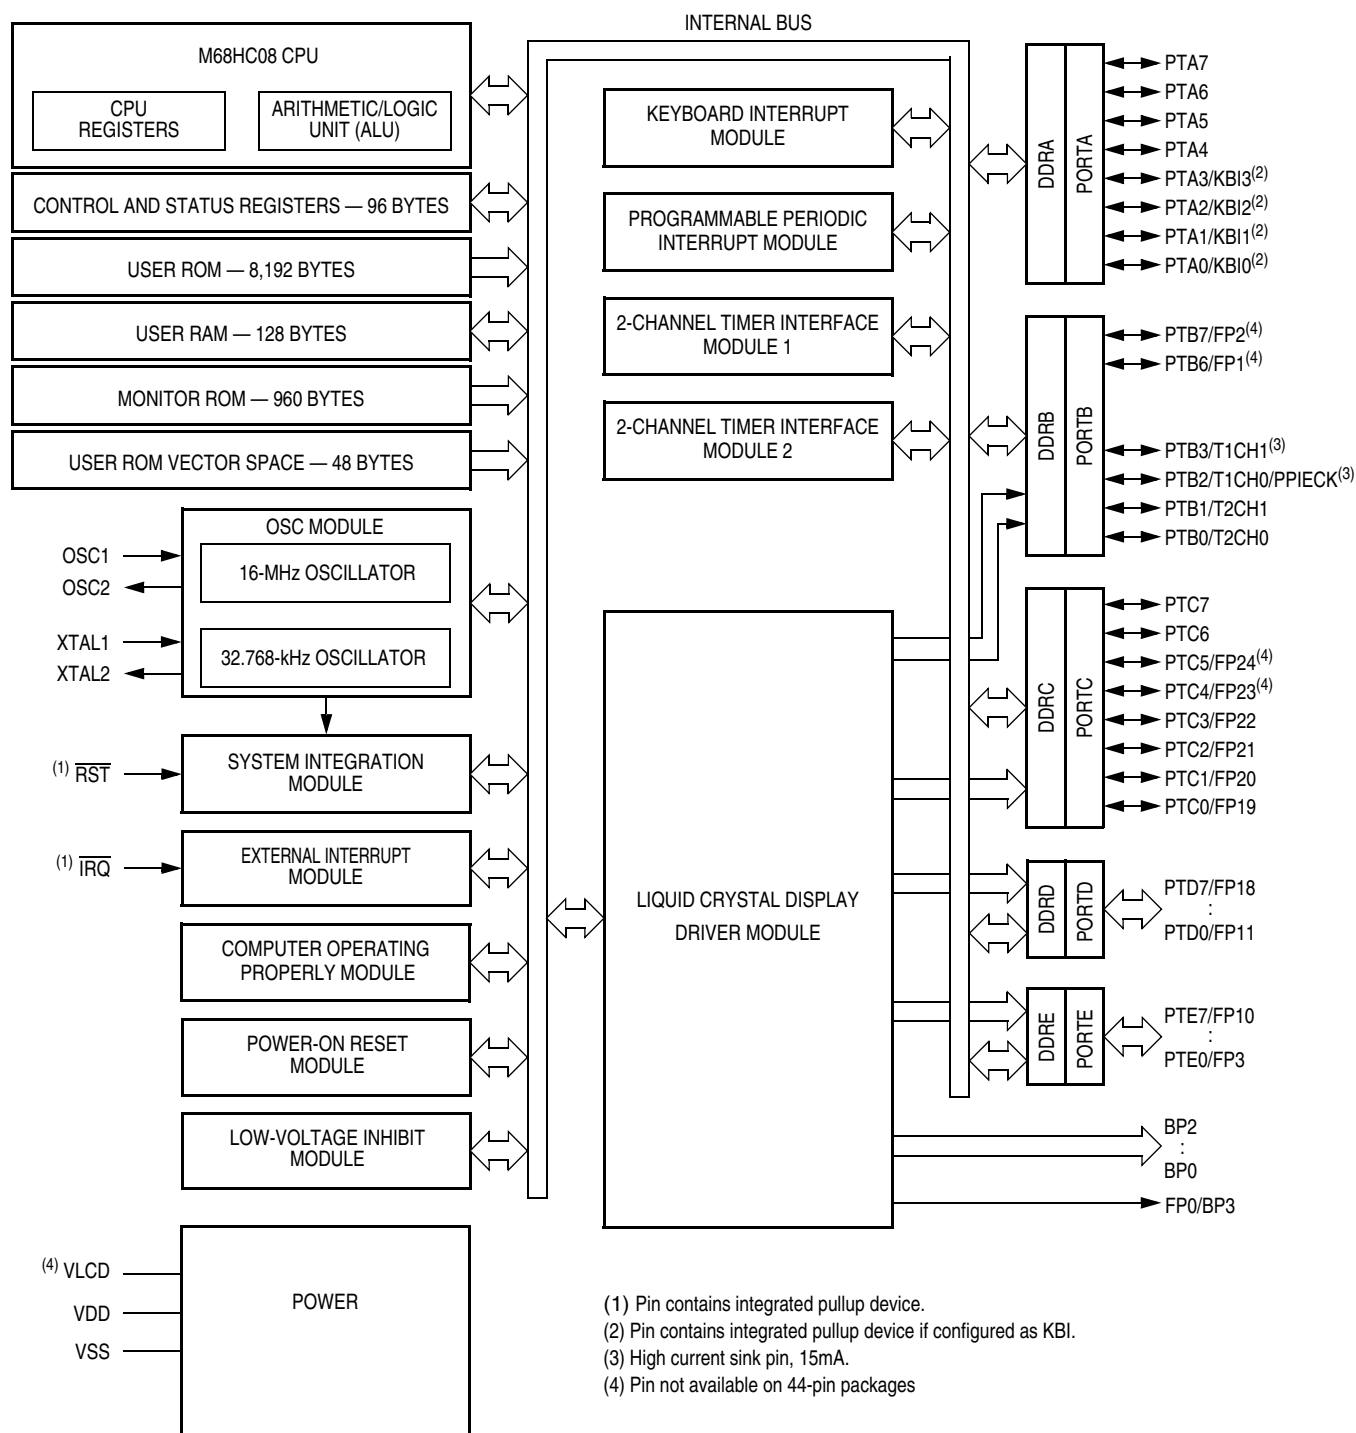 INTERNAL BUS
M68HC08 CPU
CPU
REGISTERS
ARITHMETIC/LOGIC
UNIT (ALU)
CONTROL AND STATUS REGISTERS — 96 BYTES
USER ROM — 8,192 BYTES
USER RAM — 128 BYTES
MONITOR ROM — 960 BYTES
USER ROM VECTOR SPACE — 48 BYTES
OSC MODULE
16-MHz OSCILLATOR
32.768-kHz OSCILLATOR
OSC1
OSC2
XTAL1
XTAL2
SYSTEM INTEGRATION
MODULE
(1) RST
EXTERNAL INTERRUPT
MODULE
(1) IRQ
COMPUTER OPERATING
PROPERLY MODULE
POWER-ON RESET
MODULE
LOW-VOLTAGE INHIBIT
MODULE
POWER
(4) VLCD
VDD
VSS
KEYBOARD INTERRUPT
MODULE
PROGRAMMABLE PERIODIC
INTERRUPT MODULE
2-CHANNEL TIMER INTERFACE
MODULE 1
2-CHANNEL TIMER INTERFACE
MODULE 2
LIQUID CRYSTAL DISPLAY
DRIVER MODULE
DDRA
PORTA
PTA7
PTA6
PTA5
PTA4
PTA3/KBI3(2)
PTA2/KBI2(2)
PTA1/KBI1(2)
PTA0/KBI0(2)
DDRB
PORTB
PTB7/FP2(4)
PTB6/FP1(4)
PTB3/T1CH1(3)
PTB2/T1CH0/PPIECK(3)
PTB1/T2CH1
PTB0/T2CH0
DDRC
PORTC
PTC7
PTC6
PTC5/FP24(4)
PTC4/FP23(4)
PTC3/FP22
PTC2/FP21
PTC1/FP20
PTC0/FP19
DDRD
PORTD
PTD7/FP18
:
PTD0/FP11
DDRE
PORTE
PTE7/FP10
:
PTE0/FP3
BP2
:
BP0
FP0/BP3
(1) Pin contains integrated pullup device.
(2) Pin contains integrated pullup device if configured as KBI.
(3) High current sink pin, 15mA.
(4) Pin not available on 44-pin packages